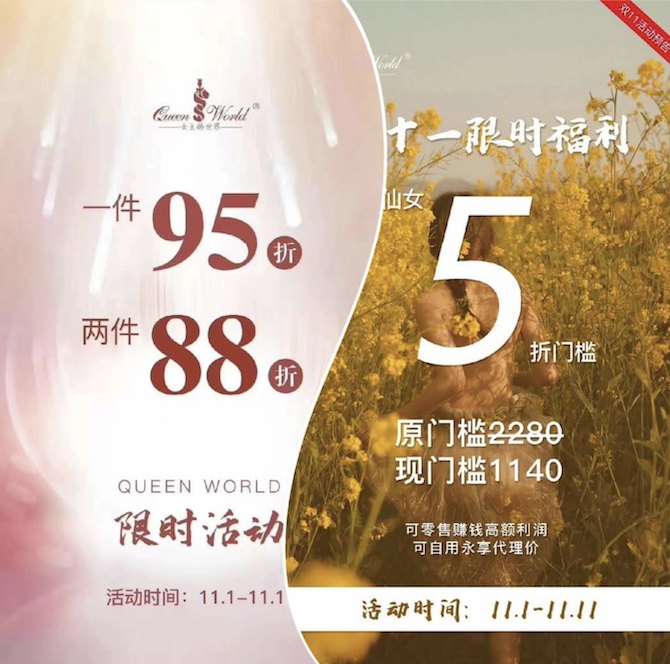 Queen World®
女王的世界
一件 95 折
两件 88 折
QUEEN WORLD
限时活动
活动时间：11.1-11.1
双11活动预告
World®
十一限时福利
仙女
5
折门槛
原门槛2280
现门槛1140
可零售赚钱高额利润
可自用永享代理价
活动时间： 11.1-11.11